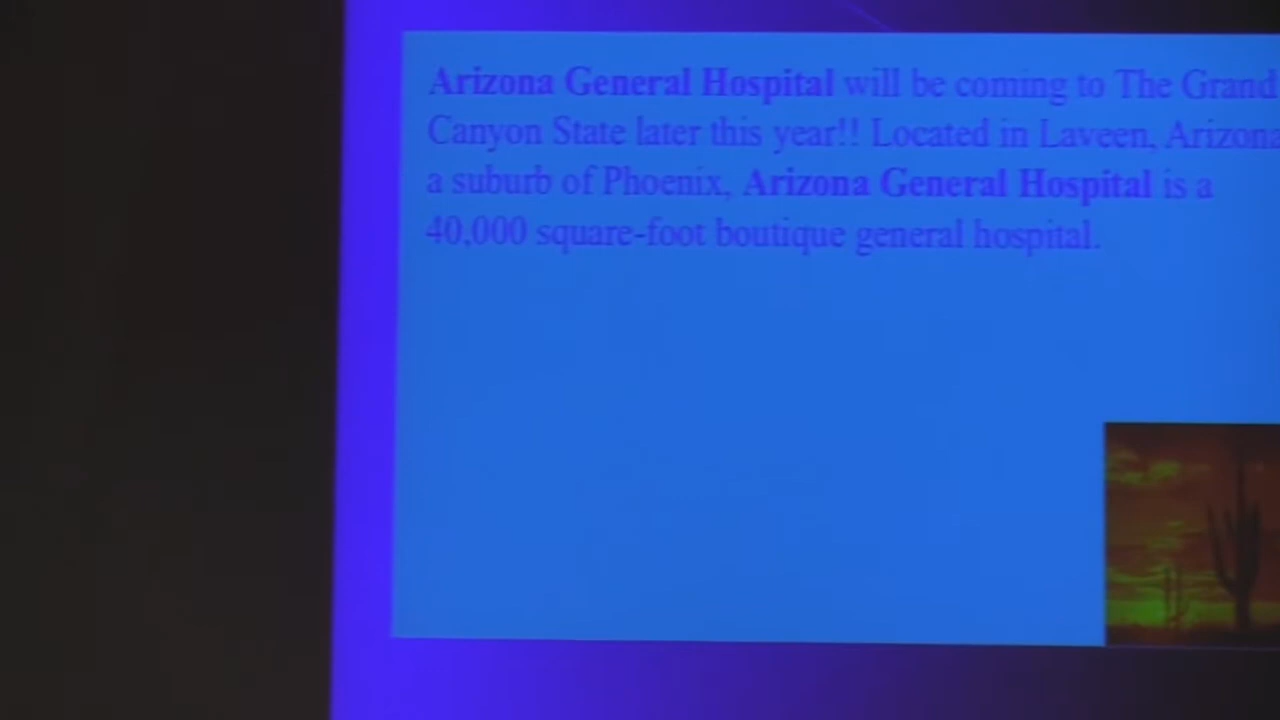 Arizona General Hospital will be coming to The Grand
Canyon State later this year!! Located in Laveen, Arizona
a suburb of Phoenix, Arizona General Hospital is a
40,000 square-foot boutique general hospital.